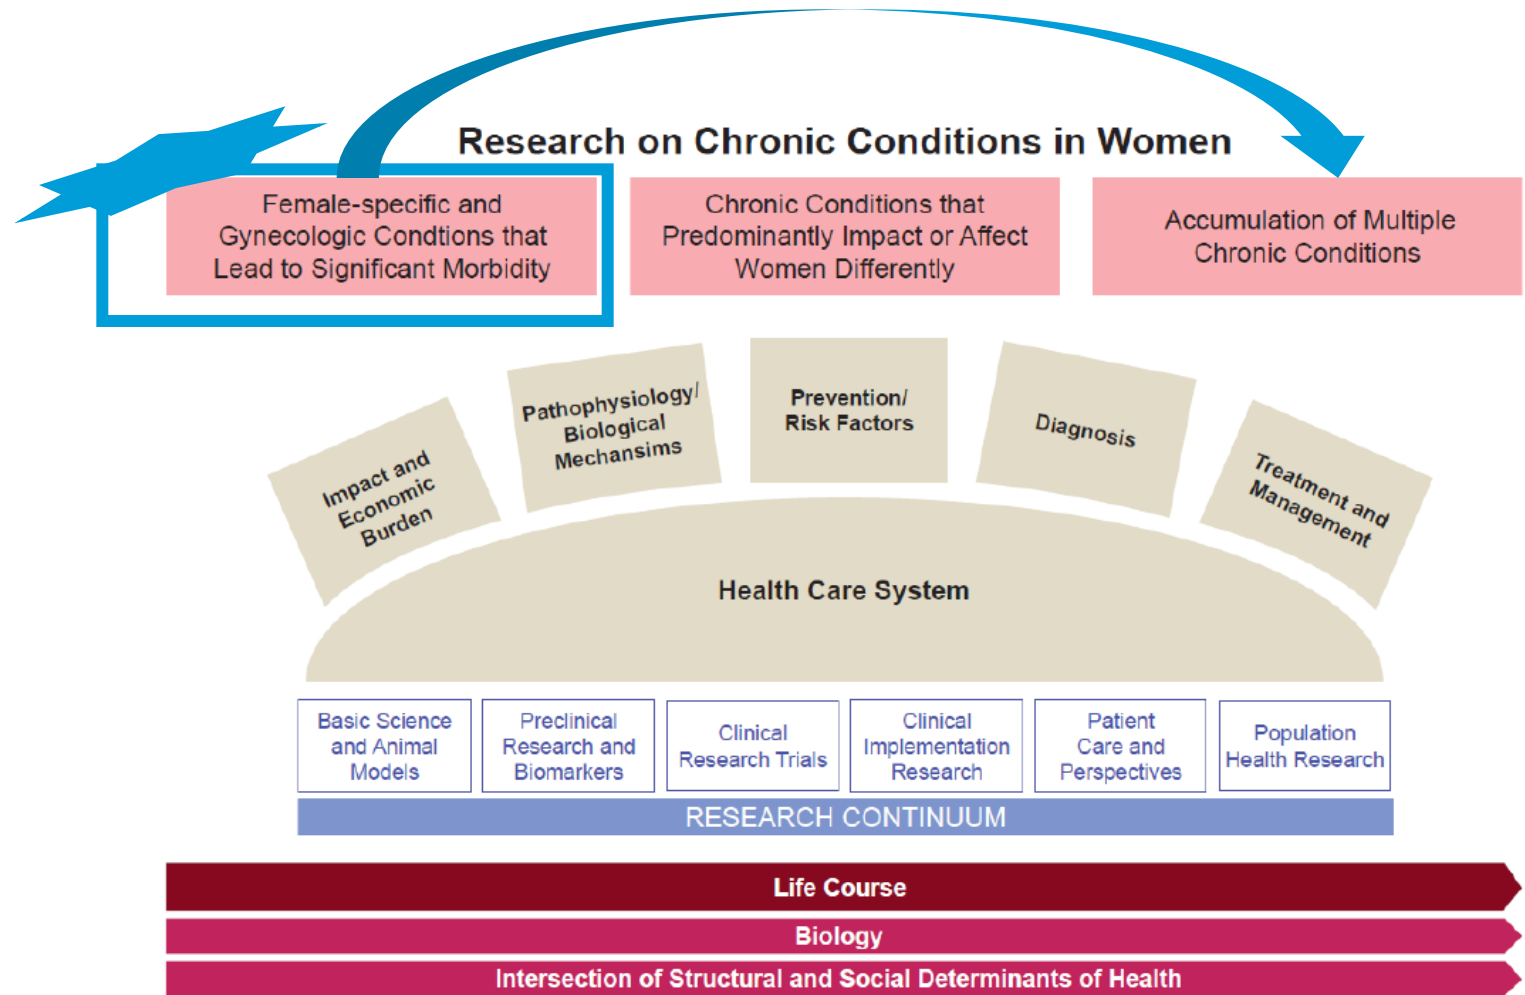 Research on Chronic Conditions in Women
Female-specific and
Gynecologic Condtions that
Lead to Significant Morbidity
Chronic Conditions that
Predominantly Impact or Affect
Women Differently
Accumulation of Multiple
Chronic Conditions
Impact and
Economic
Burden
Pathophysiology/
Biological
Mechansims
Prevention/
Risk Factors
Diagnosis
Treatment and
Management
Health Care System
Basic Science
and Animal
Models
Preclinical
Research and
Biomarkers
Clinical
Research Trials
Clinical
Implementation
Research
Patient
Care and
Perspectives
Population
Health Research
RESEARCH CONTINUUM
Life Course
Biology
Intersection of Structural and Social Determinants of Health